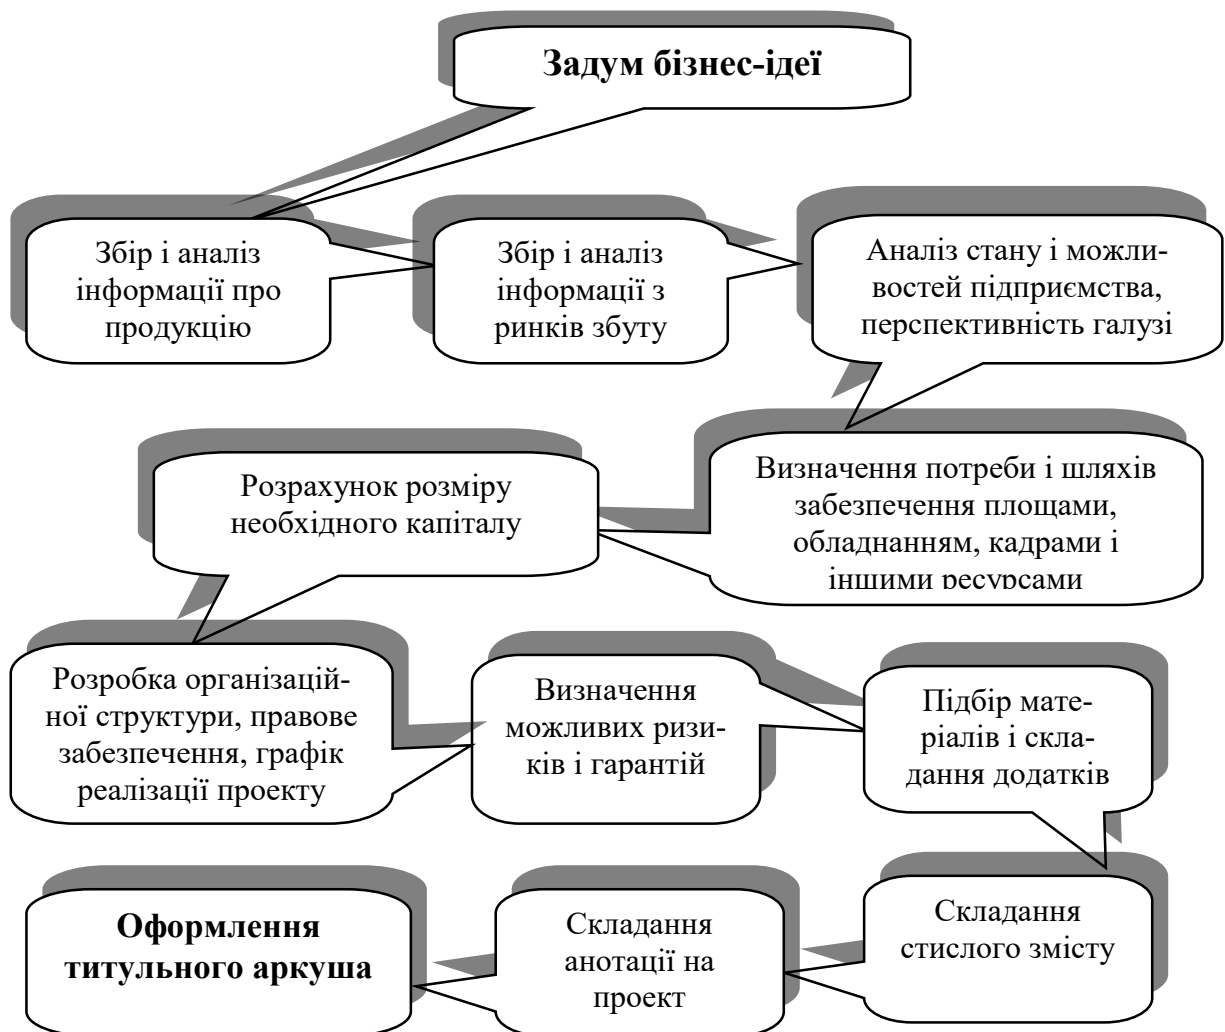 Задум бізнес-ідеї
Збір і аналіз
інформації про
продукцію
Збір і аналіз
інформації з
ринків збуту
Аналіз стану і можли-
востей підприємства,
перспективність галузі
Визначення потреби і шляхів
забезпечення площами,
обладнанням, кадрами і
іншими ресурсами
Розрахунок розміру
необхідного капіталу
Розробка організацій-
ної структури, правове
забезпечення, графік
реалізації проекту
Визначення
можливих ризи-
ків і гарантій
Підбір мате-
ріалів і скла-
дання додатків
Складання
стислого змісту
Складання
анотації на
проект
Оформлення
титульного аркуша